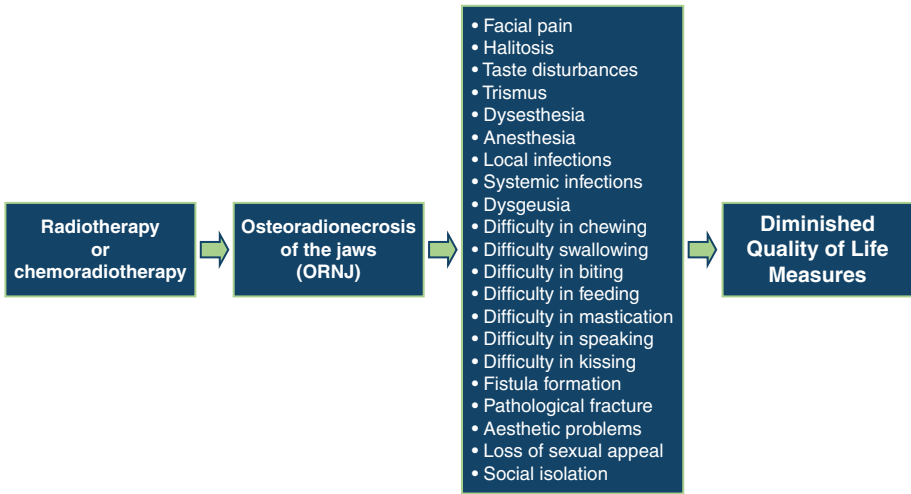 Radiotherapy
or
chemoradiotherapy
Osteoradionecrosis
of the jaws
(ORNJ)
• Facial pain
• Halitosis
• Taste disturbances
• Trismus
• Dysesthesia
• Anesthesia
• Local infections
• Systemic infections
• Dysgeusia
• Difficulty in chewing
• Difficulty swallowing
• Difficulty in biting
• Difficulty in feeding
• Difficulty in mastication
• Difficulty in speaking
• Difficulty in kissing
• Fistula formation
• Pathological fracture
• Aesthetic problems
• Loss of sexual appeal
• Social isolation
Diminished
Quality of Life
Measures